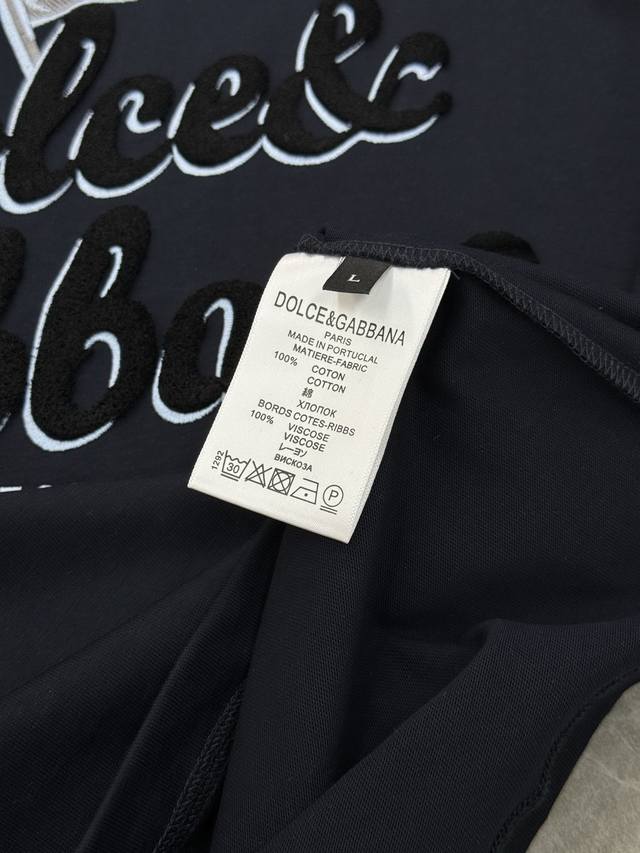 lce&
bba
L
DOLCE&GABBANA
PARIS
MADE IN PORTUCLAL
MATIERE-FABRIC
100% COTON
COTTON
綿
ХЛОПОК
BORDS COTES-RIBBS
100% VISCOSE
VISCOSE
レーヨン
ВИСКОЗА
1292
30
P